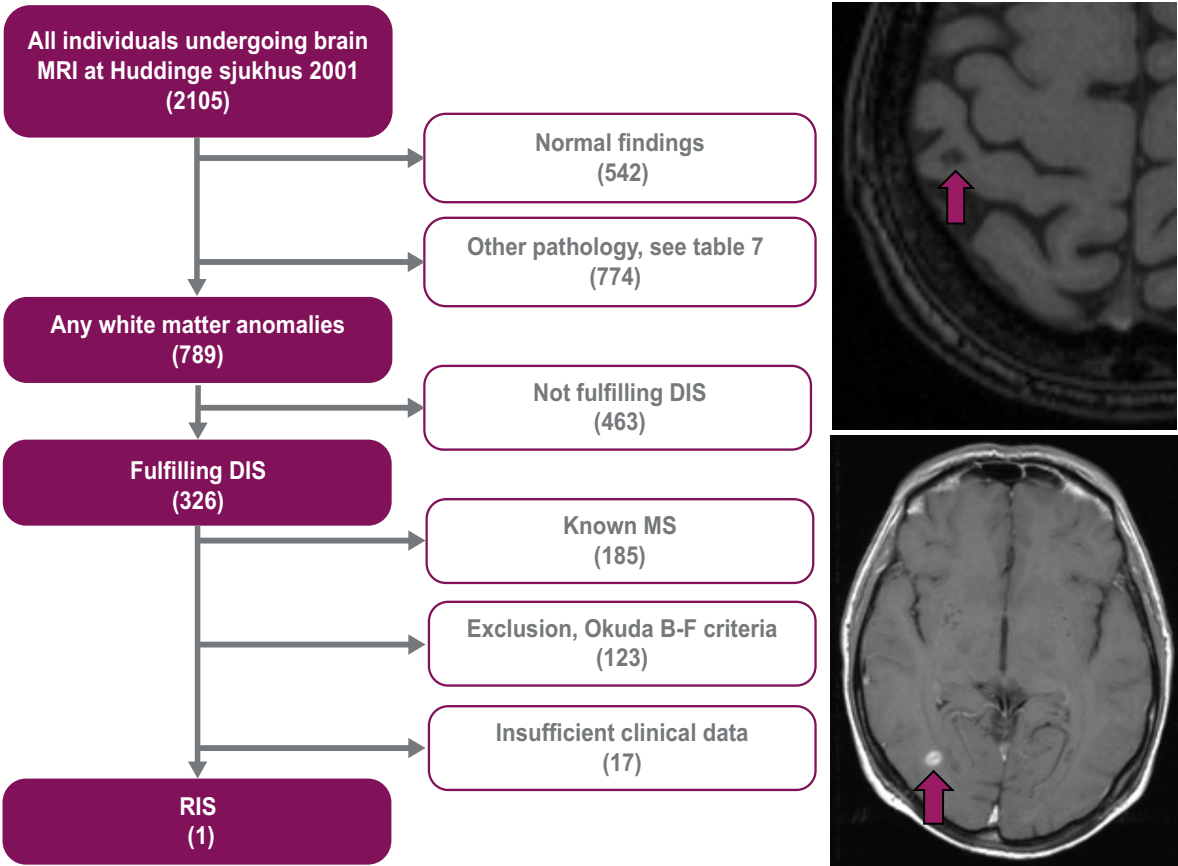 All individuals undergoing brain
MRI at Huddinge sjukhus 2001
(2105)
Normal findings
(542)
Other pathology, see table 7
(774)
Any white matter anomalies
(789)
Not fulfilling DIS
(463)
Fulfilling DIS
(326)
Known MS
(185)
Exclusion, Okuda B-F criteria
(123)
Insufficient clinical data
(17)
RIS
(1)